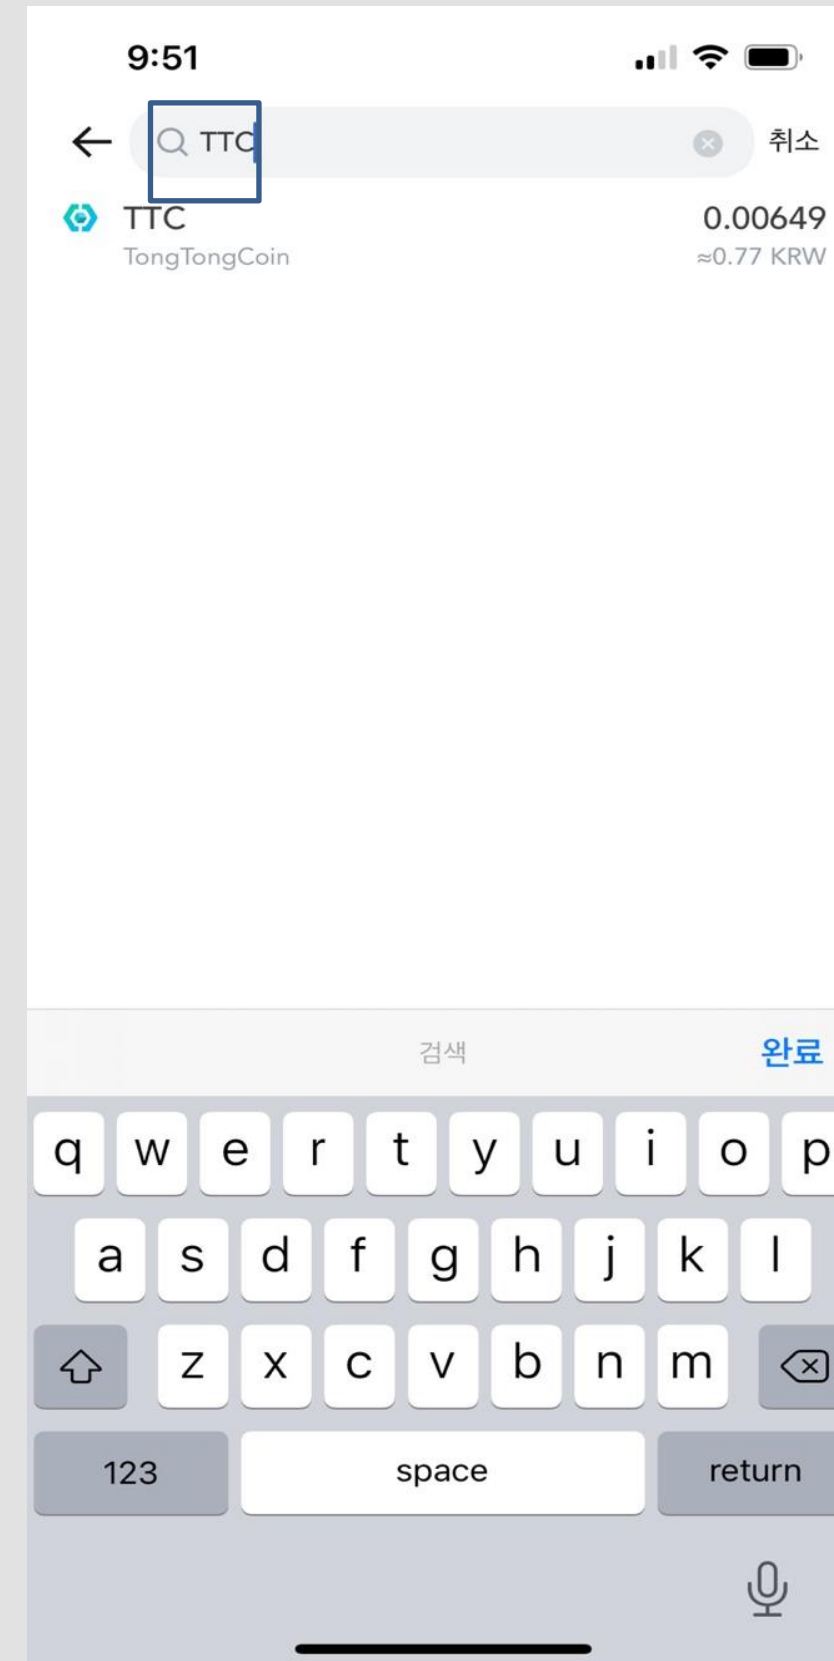 9:51
TTC
취소
TTC
0.00649
TongTongCoin
≈0.77 KRW
검색
완료
q w e r t y u i o p
a s d f g h j k l
z x c v b n m
123 space return